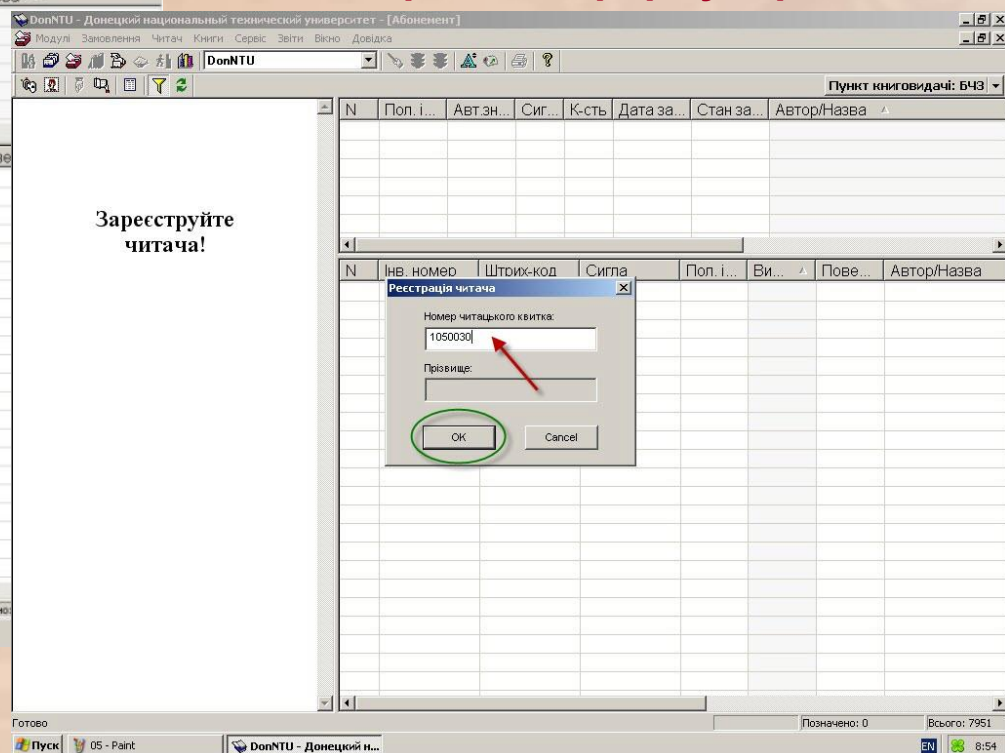 DonNTU - Донецкий национальный технический университет - [Абонемент]
Модулі Замовлення Читач Книги Сервіс Звіти Вікно Довідка
DonNTU
Пункт книговидачі: БЧЗ
N Поп. і... Авт.зн... Сиг... К-сть Дата за... Стан за... Автор/Назва
Зареєструйте
читача!
N Інв. номер Штрих-код Сигла Поп. і... Ви... Пове... Автор/Назва
Реєстрація читача
Номер читацького квитка:
1050030
Прізвище:
OK Cancel
Готово Позначено: 0 Всього: 7951
Пуск 05 - Paint DonNTU - Донецкий н... EN 8:54